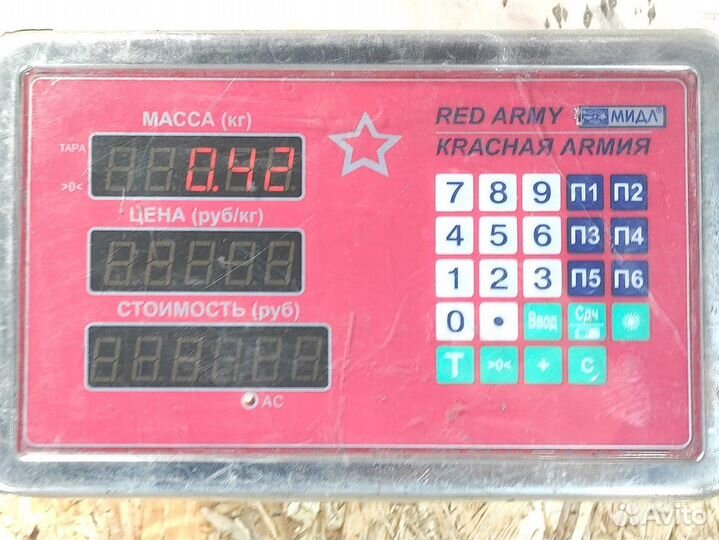 МАССА (кг)
ТАРА
>0<
0.42
ЦЕНА (руб/кг)
СТОИМОСТЬ (руб)
AC
RED ARMY МИДЛ
КRАСНАЯ АRМИЯ
7 8 9 П1 П2
4 5 6 П3 П4
1 2 3 П5 П6
0 • Ввод Сдч
T >0< + C
Avito